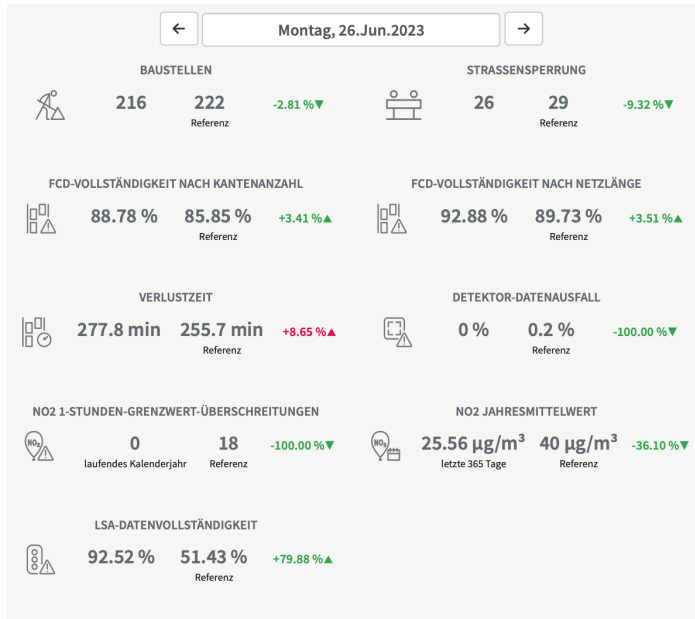 Montag, 26.Jun.2023
BAUSTELLEN
216 222 -2.81 %▼
Referenz
STRASSENSPERRUNG
26 29 -9.32 %▼
Referenz
FCD-VOLLSTÄNDIGKEIT NACH KANTENANZAHL
88.78 % 85.85 % +3.41 %▲
Referenz
FCD-VOLLSTÄNDIGKEIT NACH NETZLÄNGE
92.88 % 89.73 % +3.51 %▲
Referenz
VERLUSTZEIT
277.8 min 255.7 min +8.65 %▲
Referenz
DETEKTOR-DATENAUSFALL
0 % 0.2 % -100.00 %▼
Referenz
NO2 1-STUNDEN-GRENZWERT-ÜBERSCHREITUNGEN
NO₂ 0 18 -100.00 %▼
laufendes Kalenderjahr Referenz
NO2 JAHRESMITTELWERT
NO₂ 25.56 µg/m³ 40 µg/m³ -36.10 %▼
letzte 365 Tage Referenz
LSA-DATENVOLLSTÄNDIGKEIT
92.52 % 51.43 % +79.88 %▲
Referenz